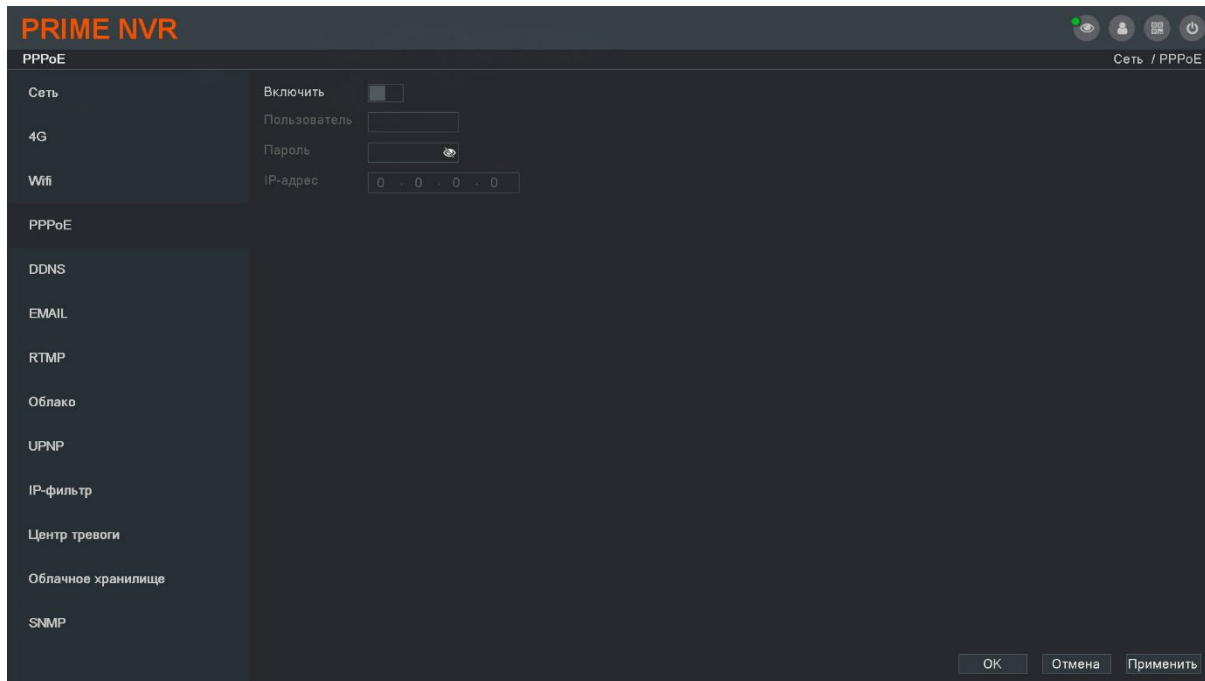 PRIME NVR
PPPoE
Сеть / PPPoE
Сеть
4G
Wifi
PPPoE
DDNS
EMAIL
RTMP
Облако
UPNP
IP-фильтр
Центр тревоги
Облачное хранилище
SNMP
Включить
Пользователь
Пароль
IP-адрес 0 . 0 . 0 . 0
OK Отмена Применить